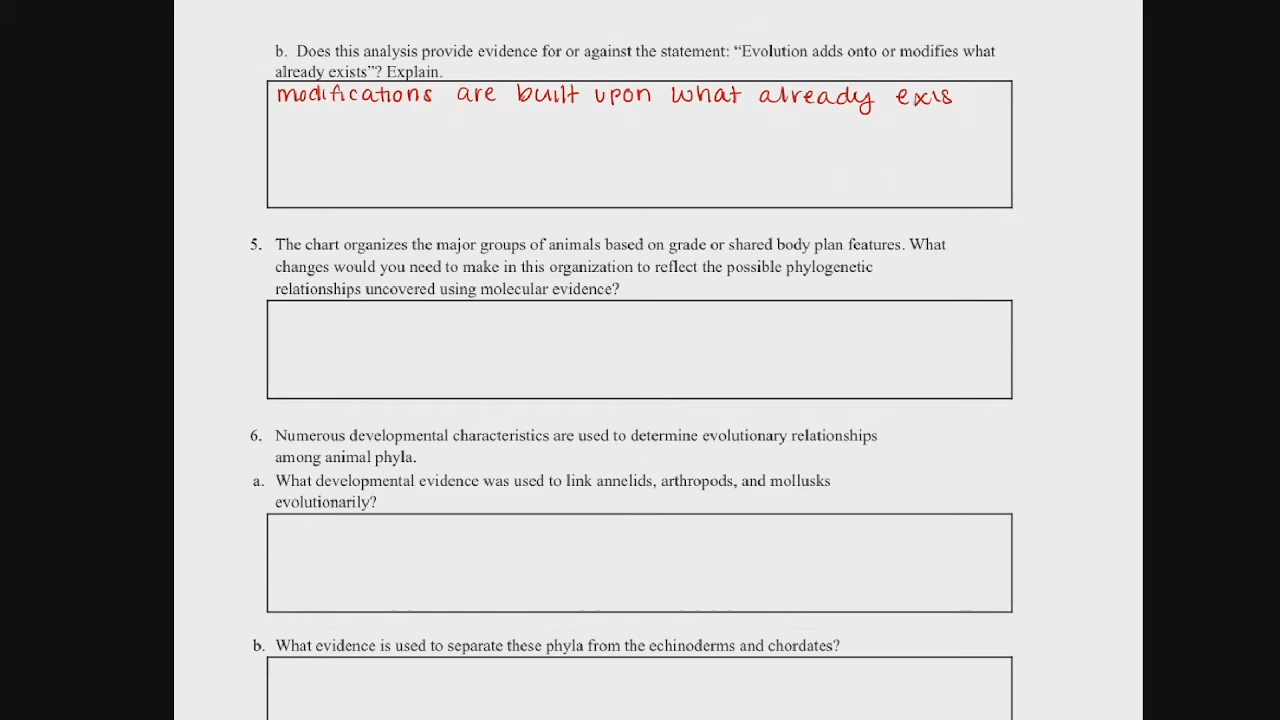 b. Does this analysis provide evidence for or against the statement: “Evolution adds onto or modifies what
already exists”? Explain.
modifications are built upon what already exis
5. The chart organizes the major groups of animals based on grade or shared body plan features. What
changes would you need to make in this organization to reflect the possible phylogenetic
relationships uncovered using molecular evidence?
6. Numerous developmental characteristics are used to determine evolutionary relationships
among animal phyla.
a. What developmental evidence was used to link annelids, arthropods, and mollusks
evolutionarily?
b. What evidence is used to separate these phyla from the echinoderms and chordates?